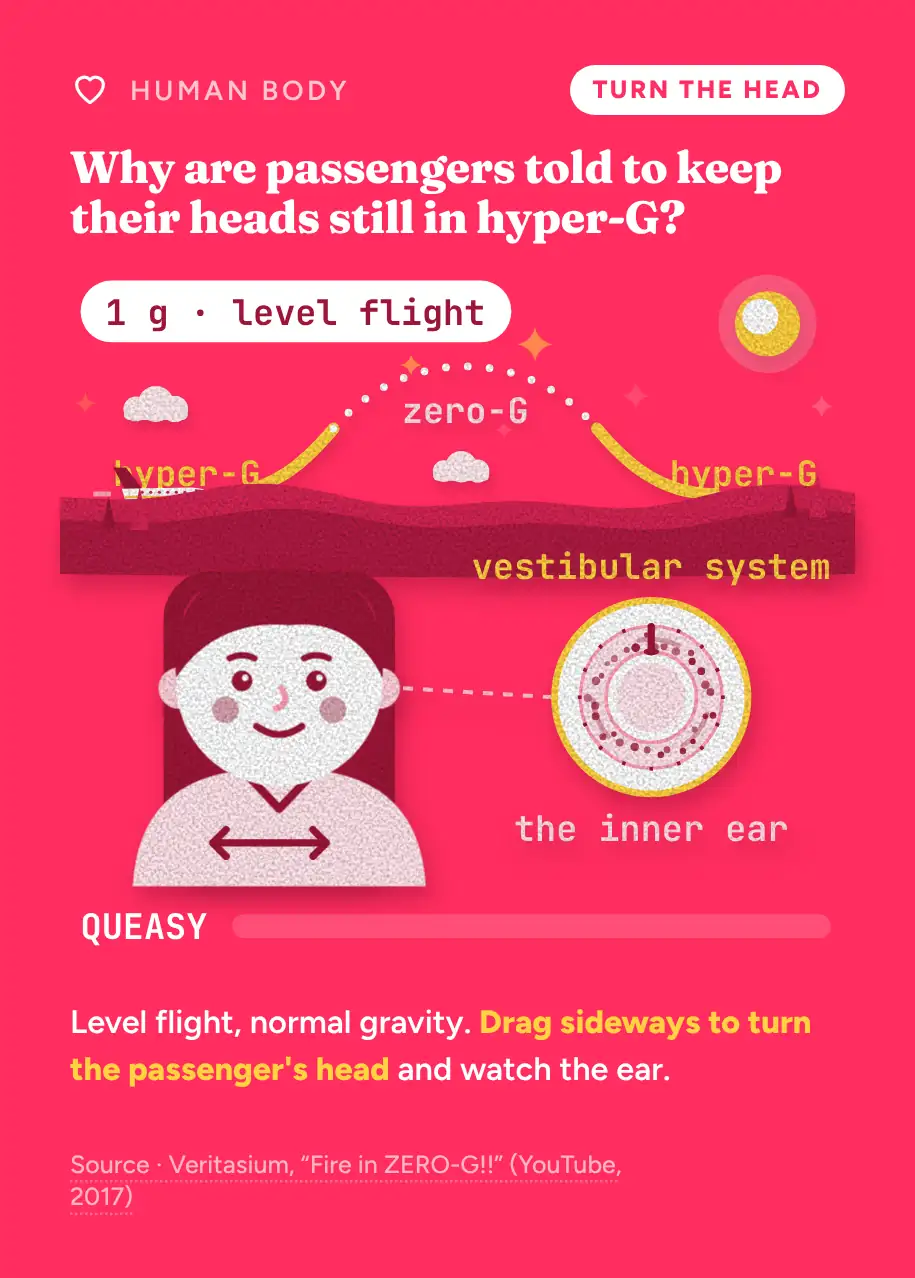 HUMAN BODY
TURN THE HEAD
Why are passengers told to keep
their heads still in hyper-G?
1 g · level flight
zero-G
hyper-G
hyper-G
vestibular system
the inner ear
QUEASY
Level flight, normal gravity. Drag sideways to turn
the passenger's head and watch the ear.
Source · Veritasium, “Fire in ZERO-G!!” (YouTube,
2017)